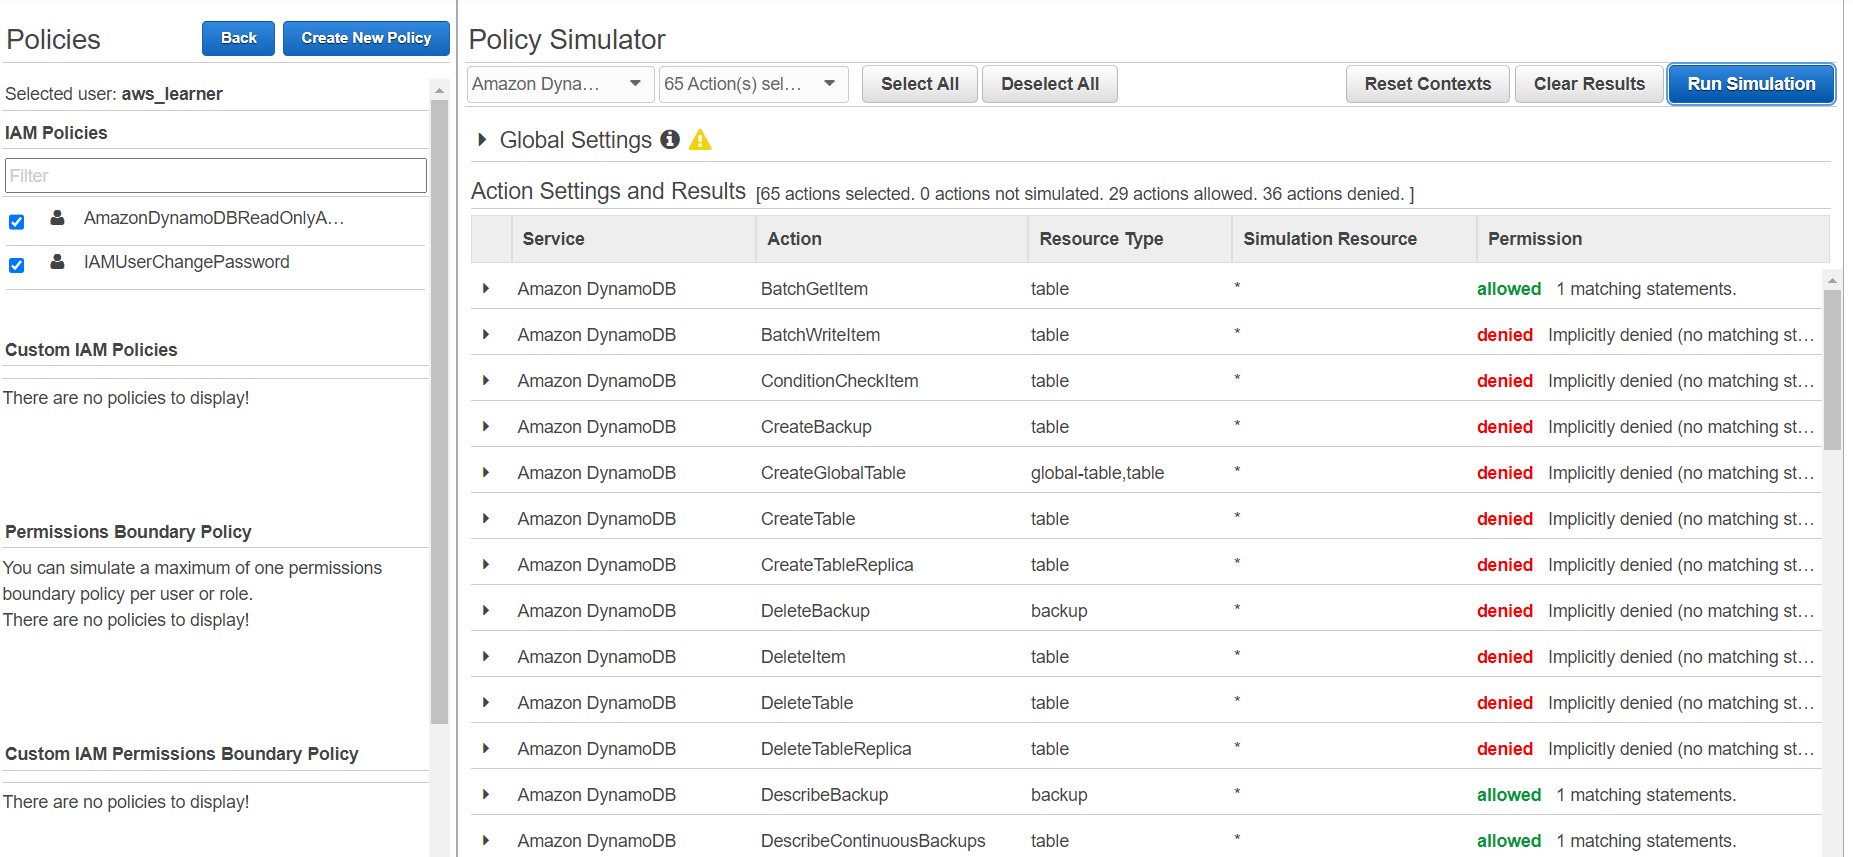 Policies
Back
Create New Policy
Selected user: aws_learner
IAM Policies
Filter
AmazonDynamoDBReadOnlyA...
IAMUserChangePassword
Custom IAM Policies
There are no policies to display!
Permissions Boundary Policy
You can simulate a maximum of one permissions
boundary policy per user or role.
There are no policies to display!
Custom IAM Permissions Boundary Policy
There are no policies to display!
Policy Simulator
Amazon Dyna...
65 Action(s) sel...
Select All
Deselect All
Reset Contexts
Clear Results
Run Simulation
Global Settings
Action Settings and Results [65 actions selected. 0 actions not simulated. 29 actions allowed. 36 actions denied. ]
Service Action Resource Type Simulation Resource Permission
Amazon DynamoDB BatchGetItem table * allowed 1 matching statements.
Amazon DynamoDB BatchWriteItem table * denied Implicitly denied (no matching st...
Amazon DynamoDB ConditionCheckItem table * denied Implicitly denied (no matching st...
Amazon DynamoDB CreateBackup table * denied Implicitly denied (no matching st...
Amazon DynamoDB CreateGlobalTable global-table,table * denied Implicitly denied (no matching st...
Amazon DynamoDB CreateTable table * denied Implicitly denied (no matching st...
Amazon DynamoDB CreateTableReplica table * denied Implicitly denied (no matching st...
Amazon DynamoDB DeleteBackup backup * denied Implicitly denied (no matching st...
Amazon DynamoDB DeleteItem table * denied Implicitly denied (no matching st...
Amazon DynamoDB DeleteTable table * denied Implicitly denied (no matching st...
Amazon DynamoDB DeleteTableReplica table * denied Implicitly denied (no matching st...
Amazon DynamoDB DescribeBackup backup * allowed 1 matching statements.
Amazon DynamoDB DescribeContinuousBackups table * allowed 1 matching statements.